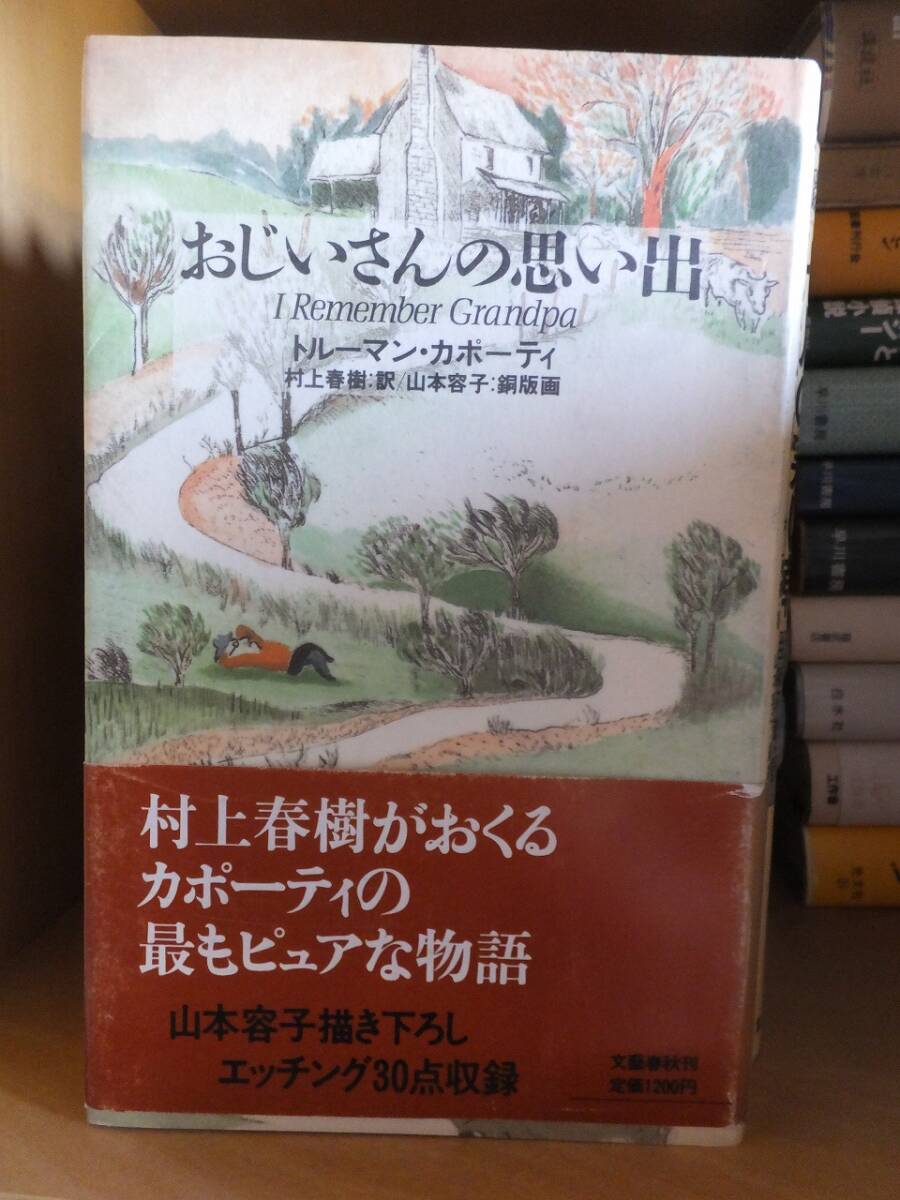 おじいさんの思い出
I Remember Grandpa
トルーマン・カポーティ
村上春樹:訳/山本容子:銅版画
村上春樹がおくる
カポーティの
最もピュアな物語
山本容子描き下ろし
エッチング30点収録
文藝春秋刊
定価1200円
早川書房